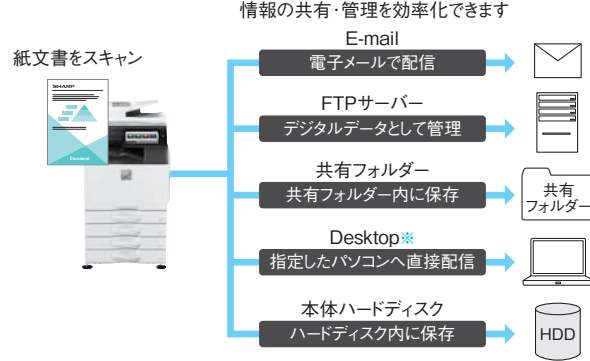 情報の共有・管理を効率化できます
紙文書をスキャン
SHARP
Document
E-mail
電子メールで配信
FTPサーバー
デジタルデータとして管理
共有フォルダー
共有フォルダー内に保存
共有
フォルダー
Desktop※
指定したパソコンへ直接配信
本体ハードディスク
ハードディスク内に保存
HDD